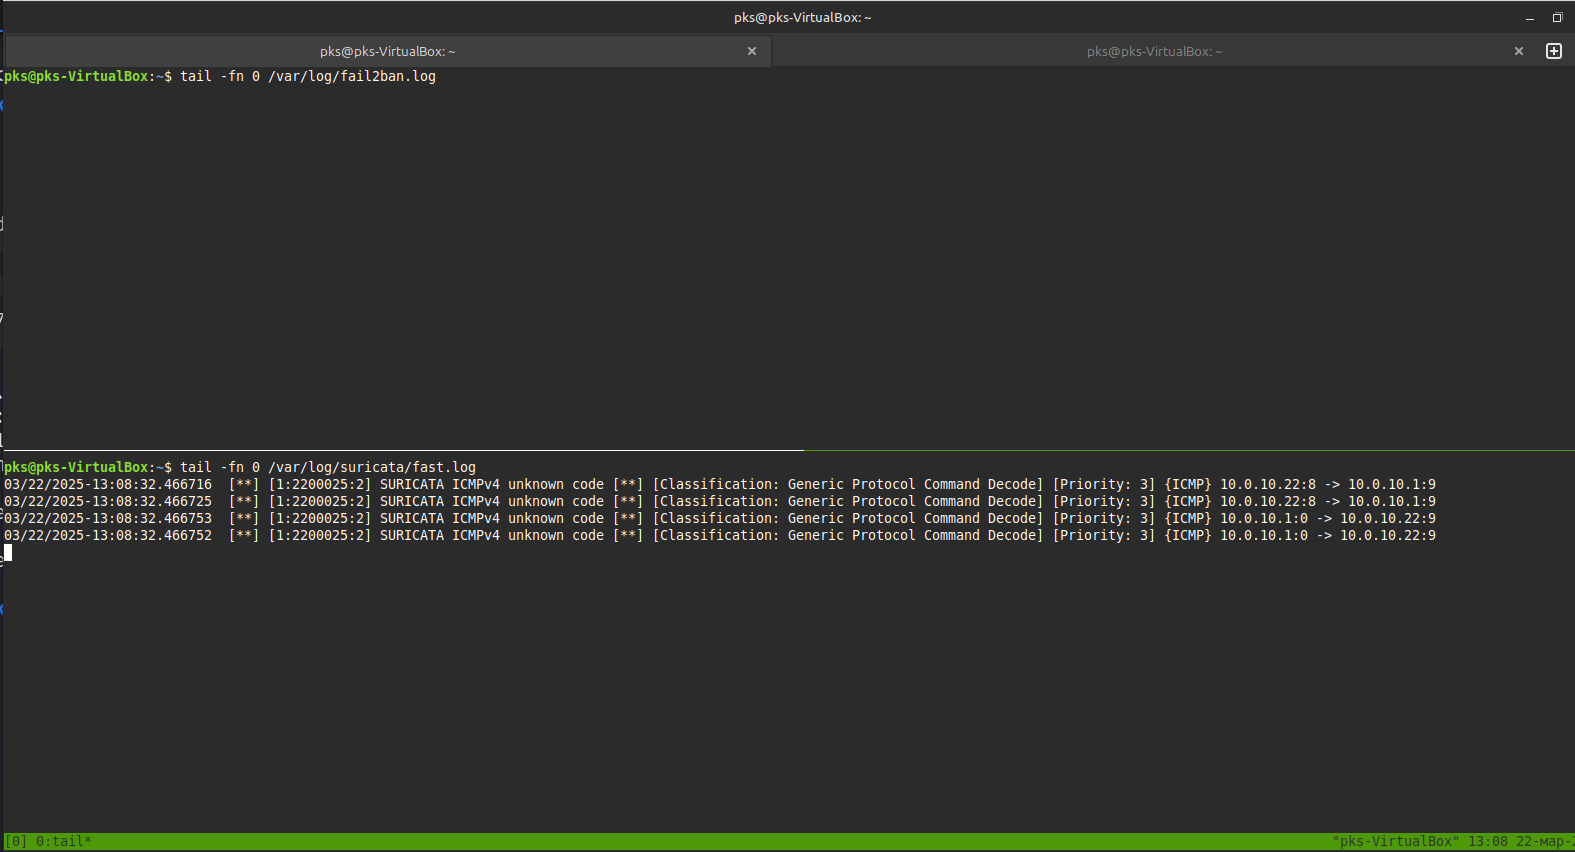 pks@pks-VirtualBox: ~
pks@pks-VirtualBox: ~
pks@pks-VirtualBox: ~
pks@pks-VirtualBox:~$ tail -fn 0 /var/log/fail2ban.log
pks@pks-VirtualBox:~$ tail -fn 0 /var/log/suricata/fast.log
03/22/2025-13:08:32.466716  [**] [1:2200025:2] SURICATA ICMPv4 unknown code [**] [Classification: Generic Protocol Command Decode] [Priority: 3] {ICMP} 10.0.10.22:8 -> 10.0.10.1:9
03/22/2025-13:08:32.466725  [**] [1:2200025:2] SURICATA ICMPv4 unknown code [**] [Classification: Generic Protocol Command Decode] [Priority: 3] {ICMP} 10.0.10.22:8 -> 10.0.10.1:9
03/22/2025-13:08:32.466753  [**] [1:2200025:2] SURICATA ICMPv4 unknown code [**] [Classification: Generic Protocol Command Decode] [Priority: 3] {ICMP} 10.0.10.1:0 -> 10.0.10.22:9
03/22/2025-13:08:32.466752  [**] [1:2200025:2] SURICATA ICMPv4 unknown code [**] [Classification: Generic Protocol Command Decode] [Priority: 3] {ICMP} 10.0.10.1:0 -> 10.0.10.22:9
[0] 0:tail* "pks-VirtualBox" 13:08 22-мар-